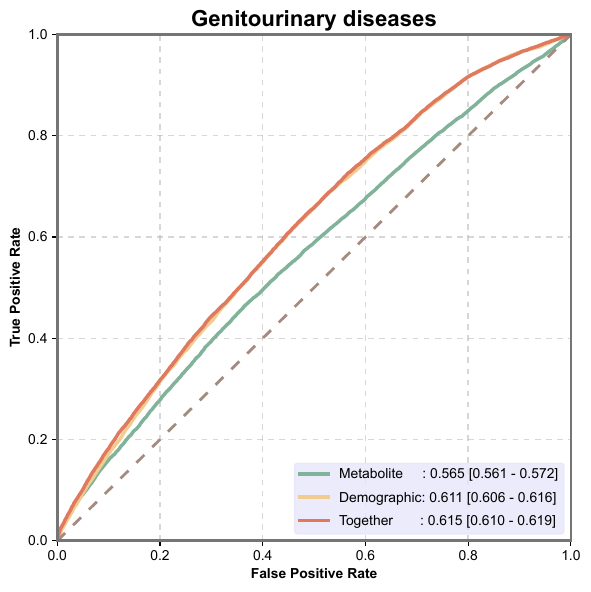 Genitourinary diseases
1.0
0.8
0.6
0.4
0.2
0.0
True Positive Rate
Metabolite : 0.565 [0.561 - 0.572]
Demographic: 0.611 [0.606 - 0.616]
Together : 0.615 [0.610 - 0.619]
0.0 0.2 0.4 0.6 0.8 1.0
False Positive Rate